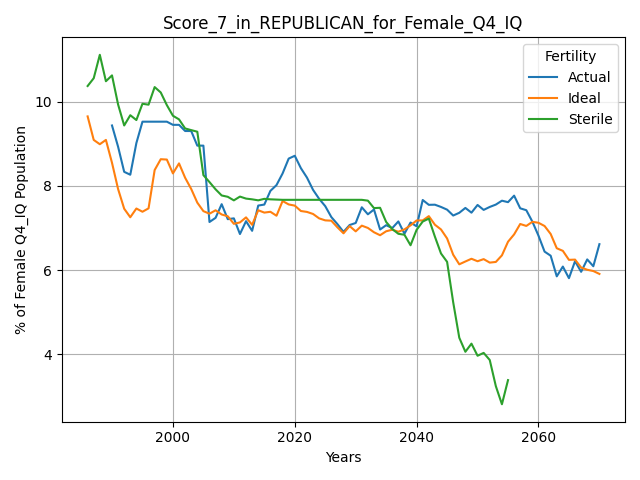 Score_7_in_REPUBLICAN_for_Female_Q4_IQ
% of Female Q4_IQ Population
10
8
6
4
Fertility
Actual
Ideal
Sterile
2000 2020 2040 2060
Years